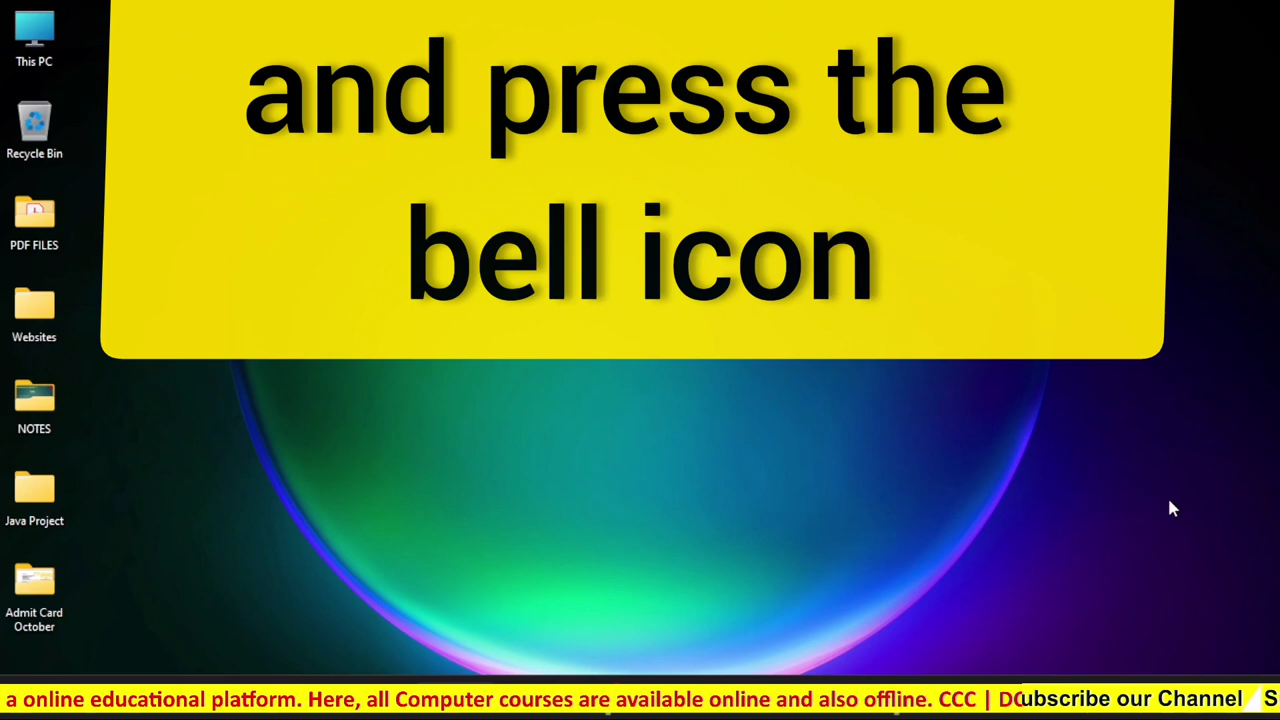 and press the
bell icon
This PC
Recycle Bin
PDF FILES
Websites
NOTES
Java Project
Admit Card
October
a online educational platform. Here, all Computer courses are available online and also offline. CCC |
ubscribe our Channel